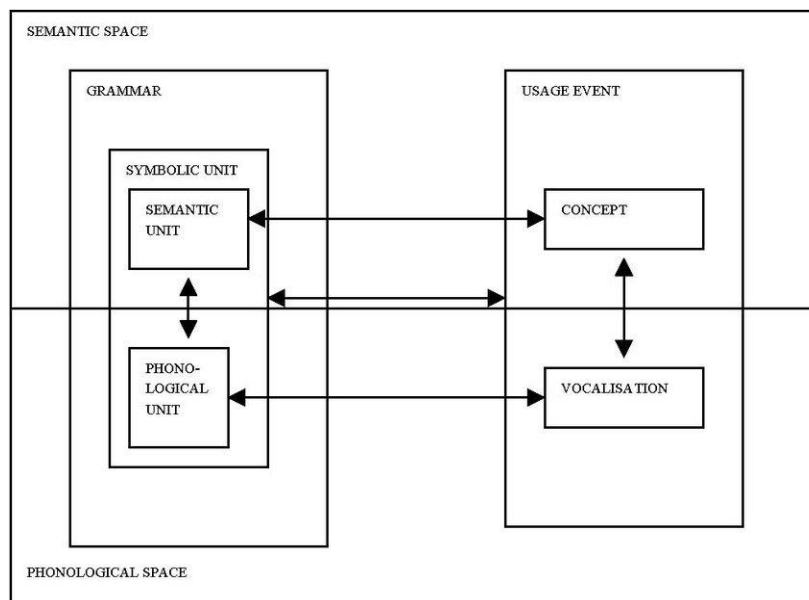 SEMANTIC SPACE
GRAMMAR
USAGE EVENT
SYMBOLIC UNIT
SEMANTIC
UNIT
CONCEPT
PHONO-
LOGICAL
UNIT
VOCALISATION
PHONOLOGICAL SPACE